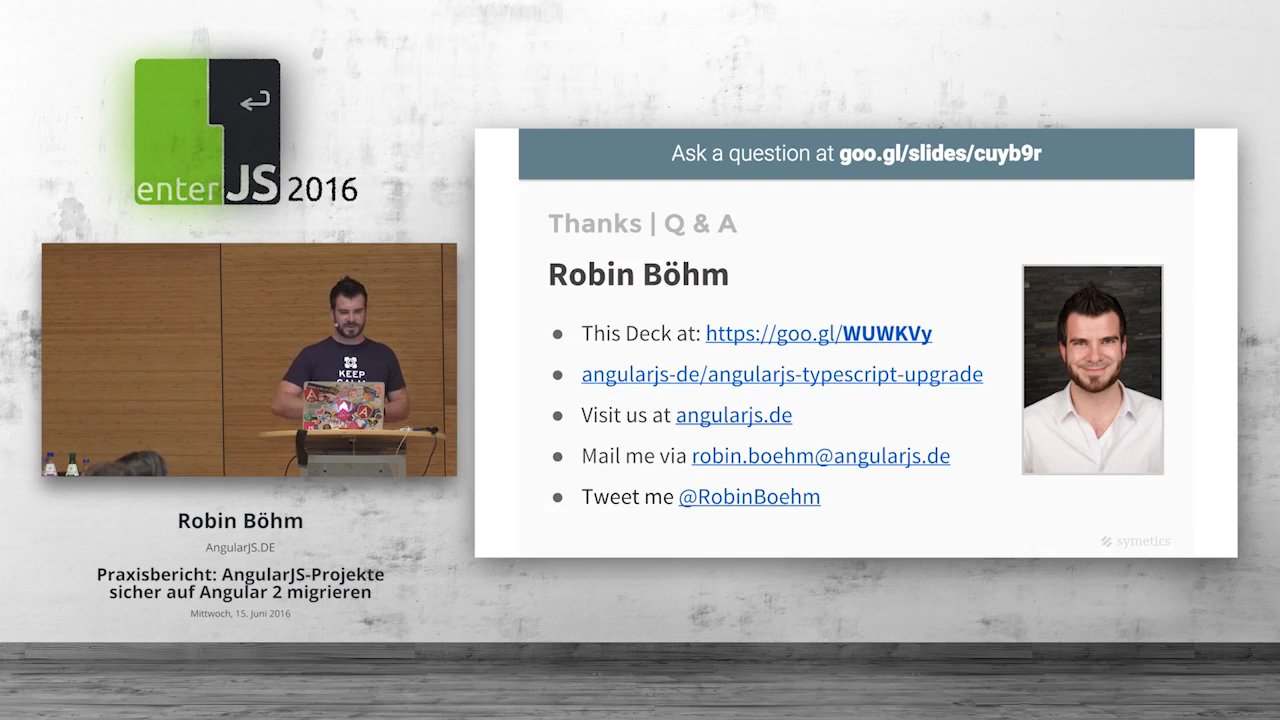 enterJS 2016
KEEP
CALM
Robin Böhm
AngularJS.DE
Praxisbericht: AngularJS-Projekte
sicher auf Angular 2 migrieren
Mittwoch, 15. Juni 2016
Ask a question at goo.gl/slides/cuyb9r
Thanks | Q & A
Robin Böhm
● This Deck at: https://goo.gl/WUWKVy
● angularjs-de/angularjs-typescript-upgrade
● Visit us at angularjs.de
● Mail me via robin.boehm@angularjs.de
● Tweet me @RobinBoehm
symetics